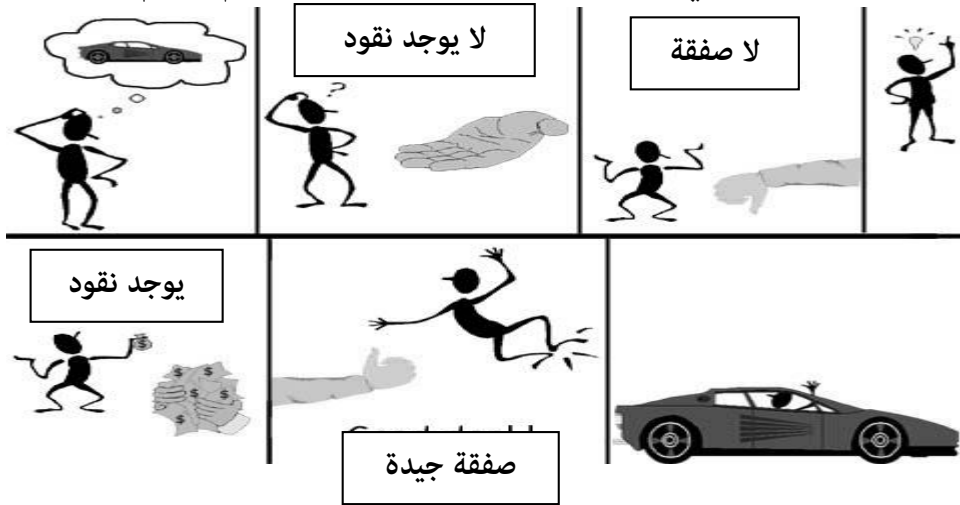 لا يوجد نقود
لا صفقة
?
يوجد نقود
$
$ $
$ $
$
صفقة جيدة